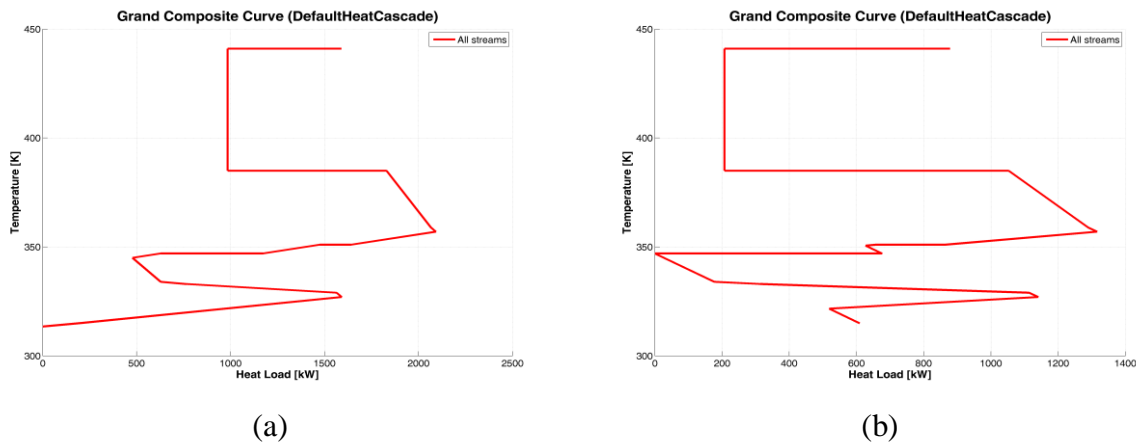 Grand Composite Curve (DefaultHeatCascade)
450
400
350
300
Temperature [K]
All streams
0 500 1000 1500 2000 2500
Heat Load [kW]
(a)
Grand Composite Curve (DefaultHeatCascade)
450
400
350
300
Temperature [K]
All streams
0 200 400 600 800 1000 1200 1400
Heat Load [kW]
(b)